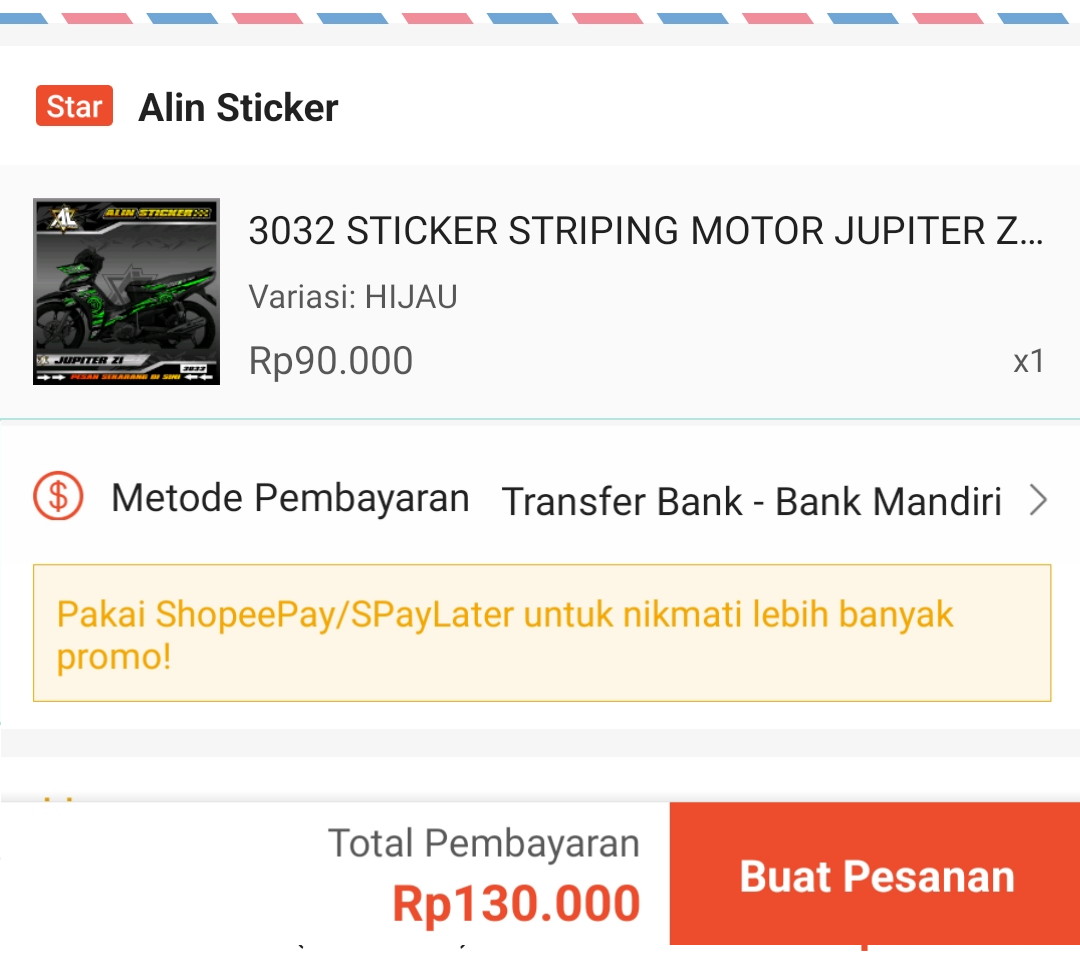 Star Alin Sticker
AL
ALIN STICKER
JUPITER Z1
3032
PESAN SEKARANG DI SINI
3032 STICKER STRIPING MOTOR JUPITER Z...
Variasi: HIJAU
Rp90.000
x1
Metode Pembayaran Transfer Bank - Bank Mandiri
Pakai ShopeePay/SPayLater untuk nikmati lebih banyak
promo!
Total Pembayaran
Rp130.000
Buat Pesanan